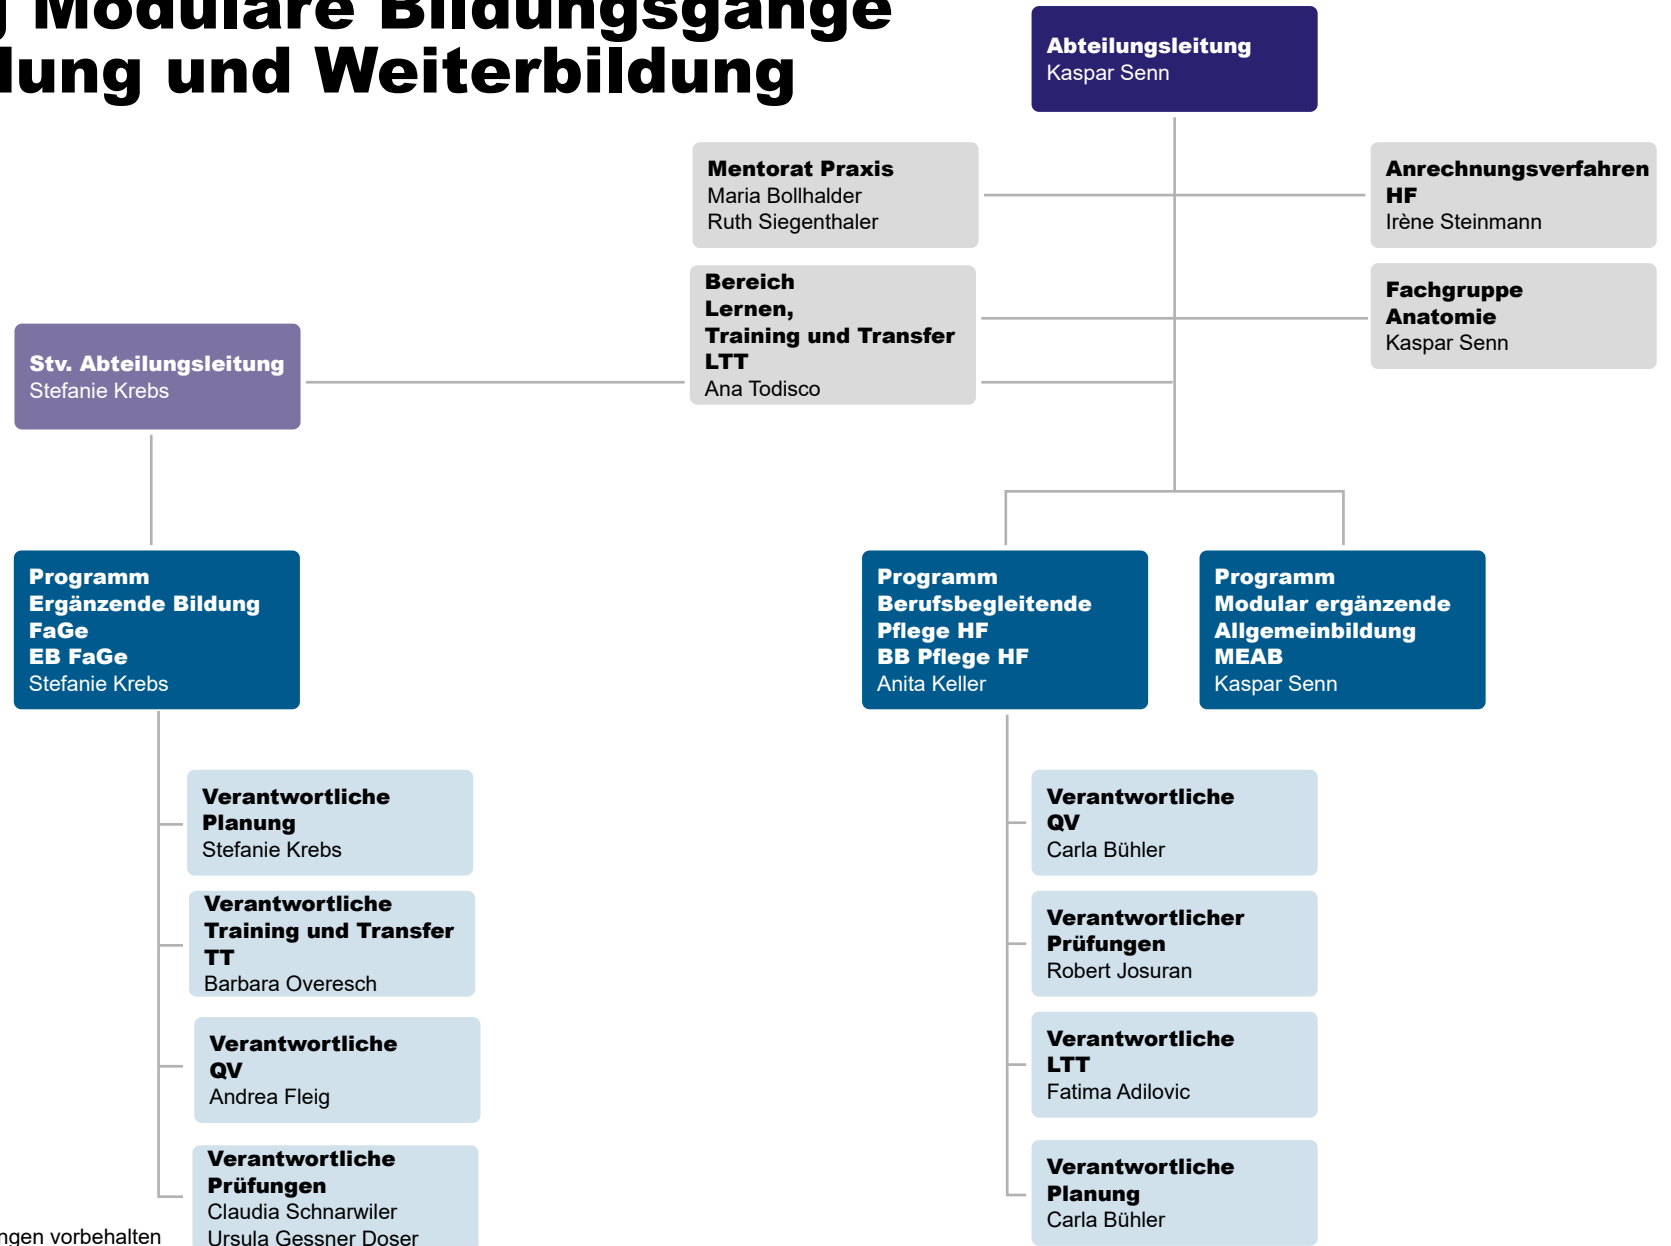 Modulare Bildungsgänge
und Weiterbildung
Abteilungsleitung
Kaspar Senn
Mentorat Praxis
Maria Bollhalder
Ruth Siegenthaler
Anrechnungsverfahren
HF
Irène Steinmann
Bereich
Lernen,
Training und Transfer
LTT
Ana Todisco
Fachgruppe
Anatomie
Kaspar Senn
Stv. Abteilungsleitung
Stefanie Krebs
Programm
Ergänzende Bildung
FaGe
EB FaGe
Stefanie Krebs
Programm
Berufsbegleitende
Pflege HF
BB Pflege HF
Anita Keller
Programm
Modular ergänzende
Allgemeinbildung
MEAB
Kaspar Senn
Verantwortliche
Planung
Stefanie Krebs
Verantwortliche
Training und Transfer
TT
Barbara Overesch
Verantwortliche
QV
Andrea Fleig
Verantwortliche
Prüfungen
Claudia Schnarwiler
Ursula Gessner Doser
Verantwortliche
QV
Carla Bühler
Verantwortlicher
Prüfungen
Robert Josuran
Verantwortliche
LTT
Fatima Adilovic
Verantwortliche
Planung
Carla Bühler
ngen vorbehalten